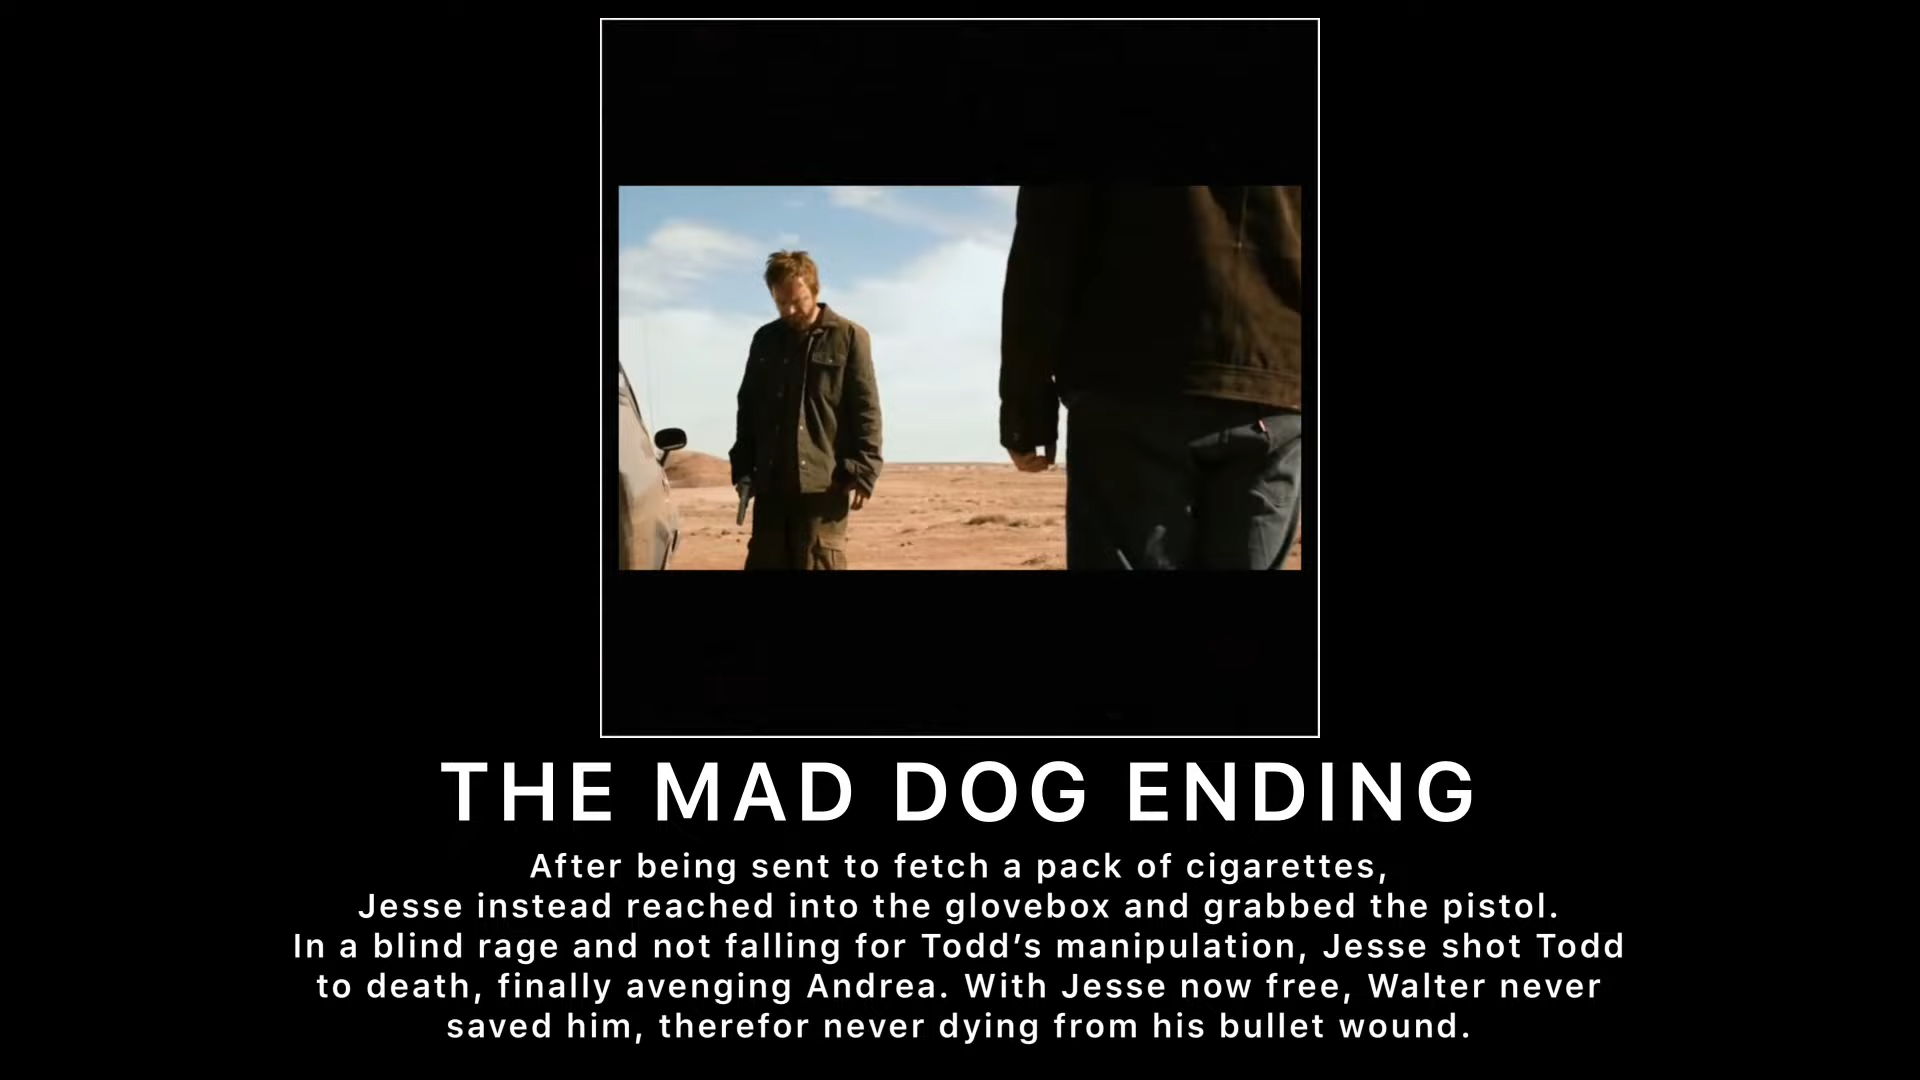 THE MAD DOG ENDING
After being sent to fetch a pack of cigarettes,
Jesse instead reached into the glovebox and grabbed the pistol.
In a blind rage and not falling for Todd’s manipulation, Jesse shot Todd
to death, finally avenging Andrea. With Jesse now free, Walter never
saved him, therefor never dying from his bullet wound.